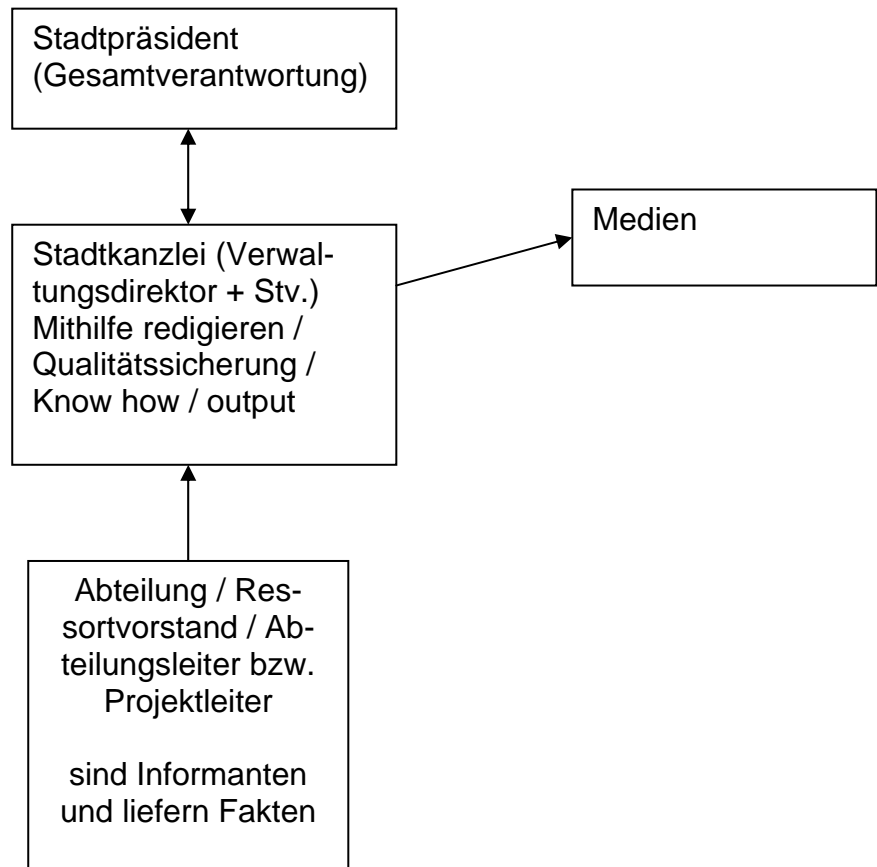 Stadtpräsident
(Gesamtverantwortung)
Stadtkanzlei (Verwal-
tungsdirektor + Stv.)
Mithilfe redigieren /
Qualitätssicherung /
Know how / output
Medien
Abteilung / Res-
sortvorstand / Ab-
teilungsleiter bzw.
Projektleiter
sind Informanten
und liefern Fakten